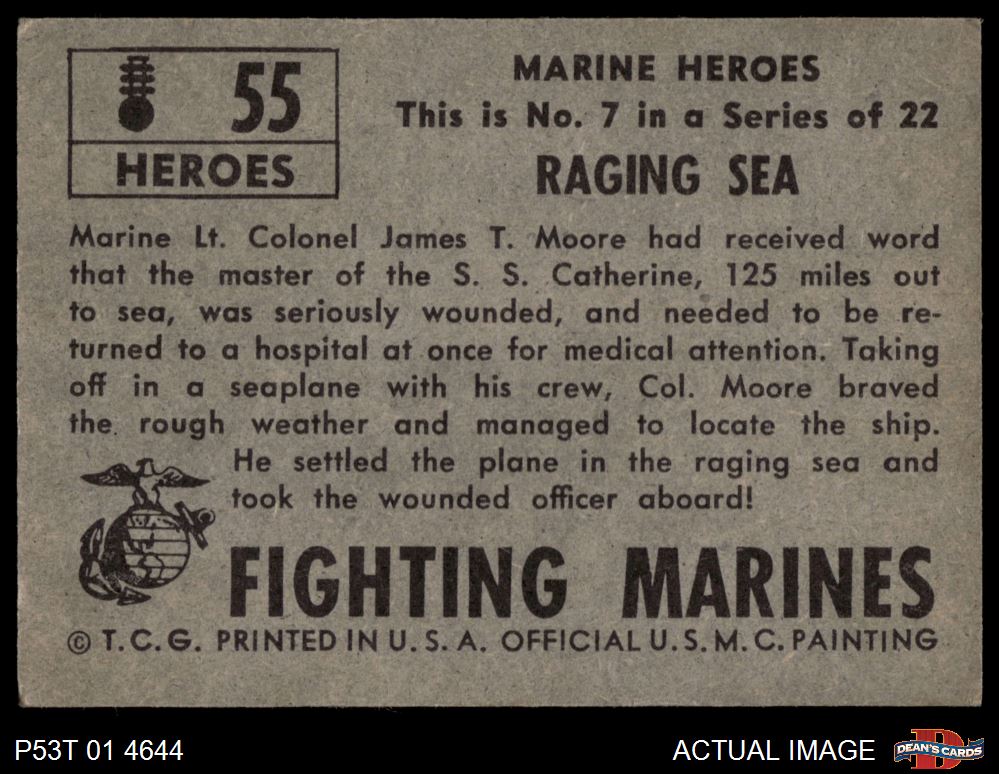 55
HEROES
MARINE HEROES
This is No. 7 in a Series of 22
RAGING SEA
Marine Lt. Colonel James T. Moore had received word
that the master of the S. S. Catherine, 125 miles out
to sea, was seriously wounded, and needed to be re-
turned to a hospital at once for medical attention. Taking
off in a seaplane with his crew, Col. Moore braved
the rough weather and managed to locate the ship.
He settled the plane in the raging sea and
took the wounded officer aboard!
FIGHTING MARINES
© T.C.G. PRINTED IN U.S.A. OFFICIAL U.S.M.C. PAINTING
P53T 01 4644
ACTUAL IMAGE
D
DEAN'S CARDS